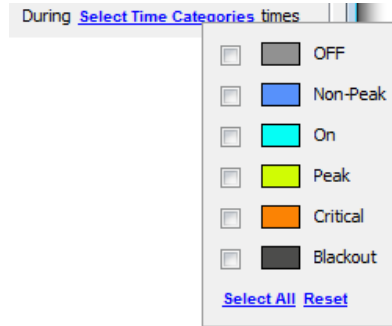 During Select Time Categories times
OFF
Non-Peak
On
Peak
Critical
Blackout
Select All Reset